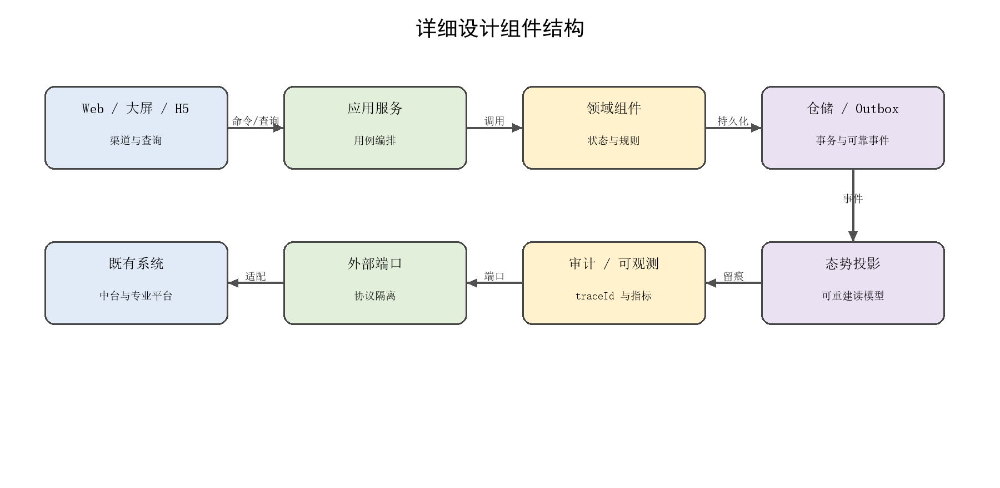 详细设计组件结构
Web / 大屏 / H5
渠道与查询
命令/查询
应用服务
用例编排
调用
领域组件
状态与规则
持久化
仓储 / Outbox
事务与可靠事件
事件
态势投影
可重建读模型
留痕
审计 / 可观测
traceId 与指标
端口
外部端口
协议隔离
适配
既有系统
中台与专业平台